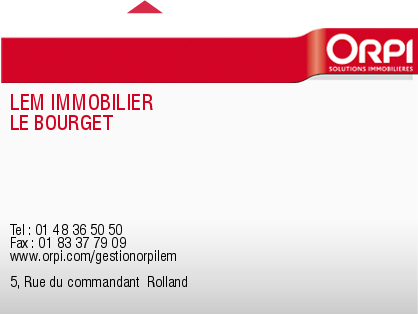 ORPI
SOLUTIONS IMMOBILIÈRES
LEM IMMOBILIER
LE BOURGET
Tel : 01 48 36 50 50
Fax : 01 83 37 79 09
www.orpi.com/gestionorpilem
5, Rue du commandant Rolland